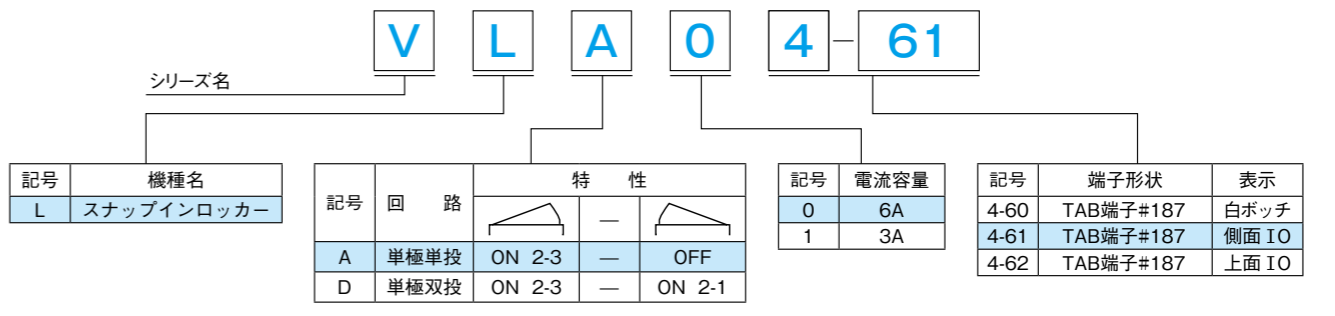 V L A 0 4－61
シリーズ名
記号 機種名
L スナップインロッカー
記号 回 路 特 性
—
A 単極単投 ON 2-3 — OFF
D 単極双投 ON 2-3 — ON 2-1
記号 電流容量
0 6A
1 3A
記号 端子形状 表示
4-60 TAB端子#187 白ポッチ
4-61 TAB端子#187 側面IO
4-62 TAB端子#187 上面IO